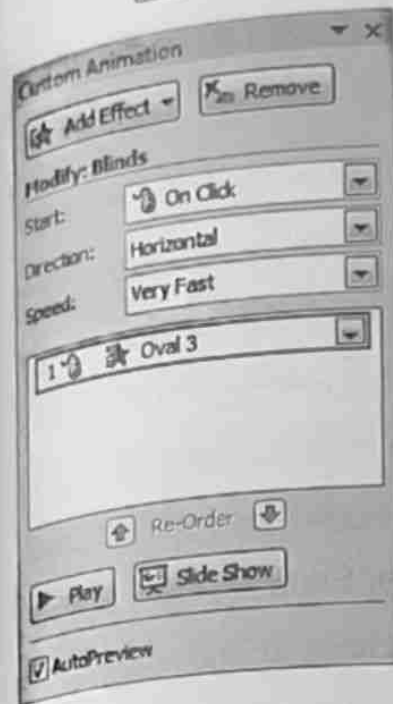 Custom Animation
Add Effect Remove
Modify: Blinds
Start: On Click
Direction: Horizontal
Speed: Very Fast
1 Oval 3
Re-Order
Play Slide Show
AutoPreview